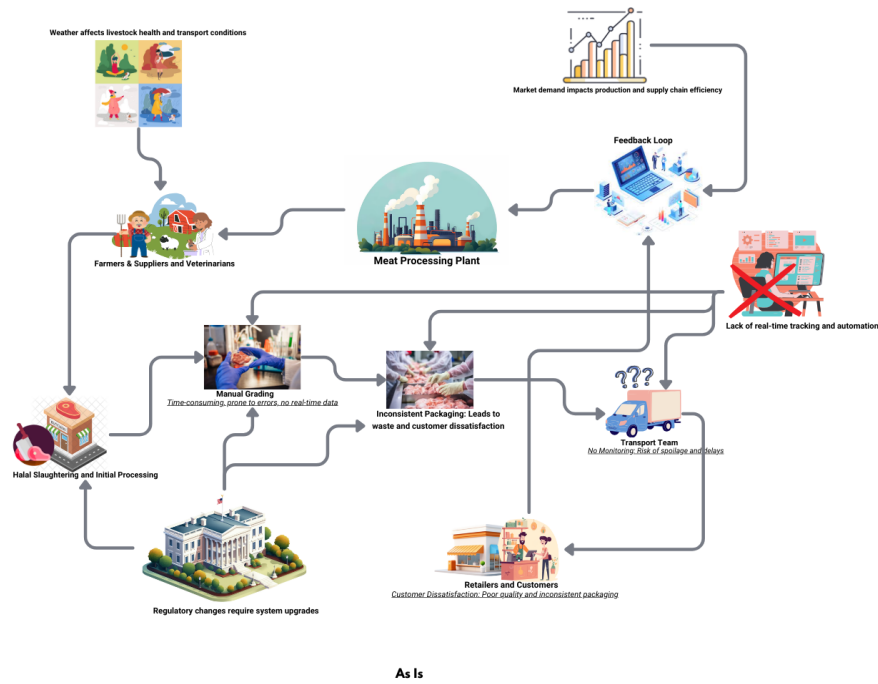 Weather affects livestock health and transport conditions
Market demand impacts production and supply chain efficiency
Feedback Loop
Meat Processing Plant
Farmers & Suppliers and Veterinarians
Lack of real-time tracking and automation
Manual Grading
Time-consuming, prone to errors, no real-time data
Inconsistent Packaging: Leads to
waste and customer dissatisfaction
???
Transport Team
No Monitoring: Risk of spoilage and delays
Halal Slaughtering and Initial Processing
Retailers and Customers
Customer Dissatisfaction: Poor quality and inconsistent packaging
Regulatory changes require system upgrades
As Is